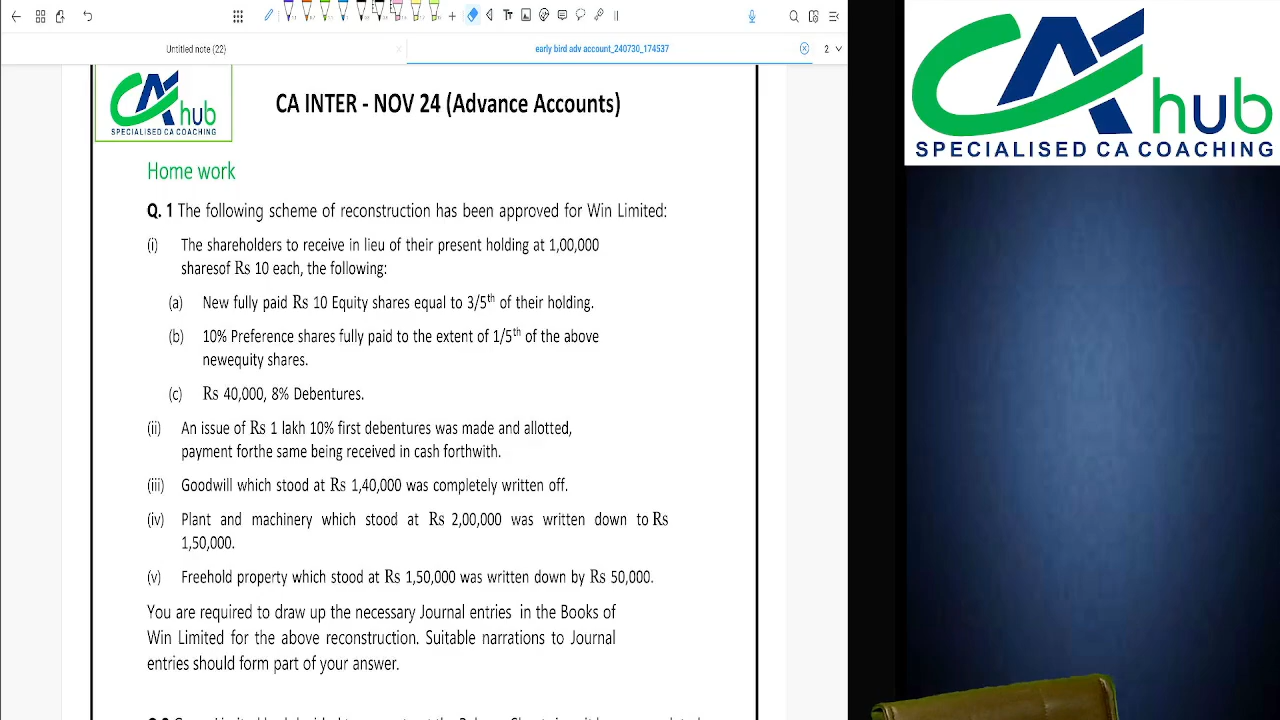 Untitled note (22)
early bird adv account_240730_174537
2
CA hub
SPECIALISED CA COACHING
CA INTER - NOV 24 (Advance Accounts)
CA hub
SPECIALISED CA COACHING
Home work
Q. 1 The following scheme of reconstruction has been approved for Win Limited:
(i) The shareholders to receive in lieu of their present holding at 1,00,000
sharesof Rs 10 each, the following:
(a) New fully paid Rs 10 Equity shares equal to 3/5th of their holding.
(b) 10% Preference shares fully paid to the extent of 1/5th of the above
newequity shares.
(c) Rs 40,000, 8% Debentures.
(ii) An issue of Rs 1 lakh 10% first debentures was made and allotted,
payment forthe same being received in cash forthwith.
(iii) Goodwill which stood at Rs 1,40,000 was completely written off.
(iv) Plant and machinery which stood at Rs 2,00,000 was written down to Rs
1,50,000.
(v) Freehold property which stood at Rs 1,50,000 was written down by Rs 50,000.
You are required to draw up the necessary Journal entries in the Books of
Win Limited for the above reconstruction. Suitable narrations to Journal
entries should form part of your answer.